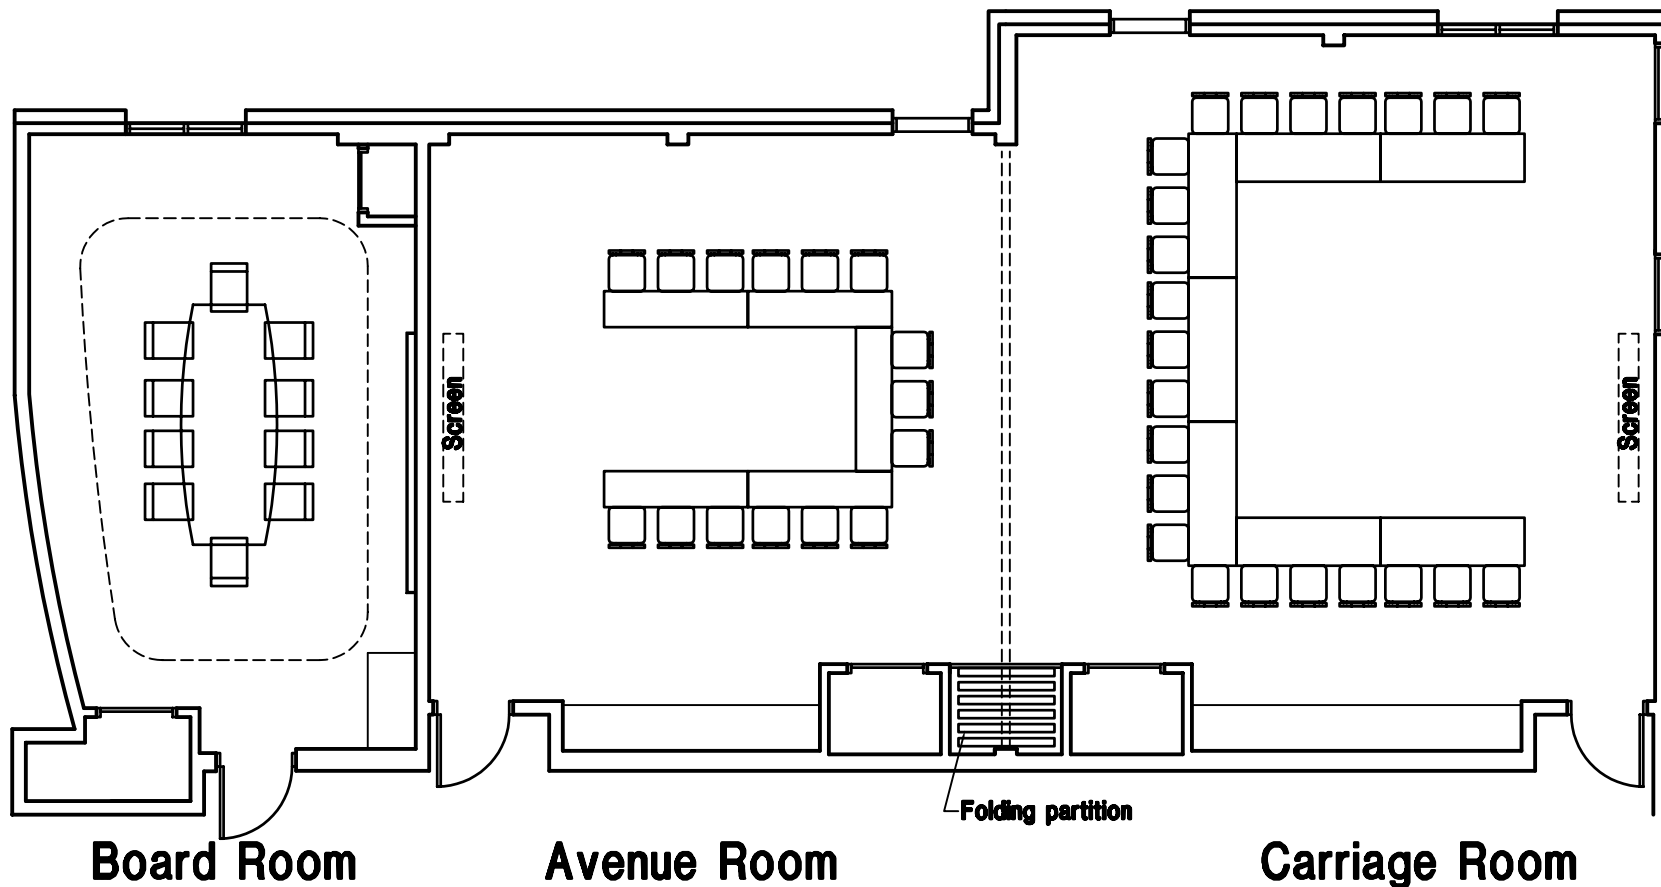 Screen
Screen
Folding partition
Board Room
Avenue Room
Carriage Room